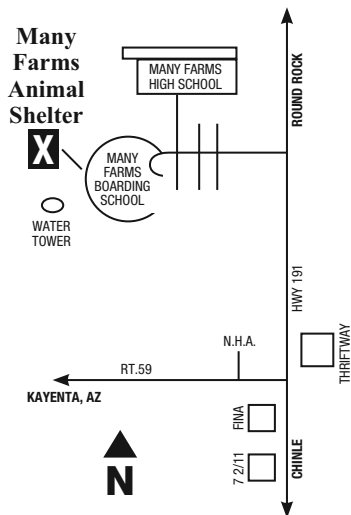 Many
Farms
Animal
Shelter
X
MANY FARMS
HIGH SCHOOL
ROUND ROCK
MANY
FARMS
BOARDING
SCHOOL
WATER
TOWER
HWY 191
N.H.A.
THRIFTWAY
RT.59
KAYENTA, AZ
FINA
CHINLE
7 2/11
N